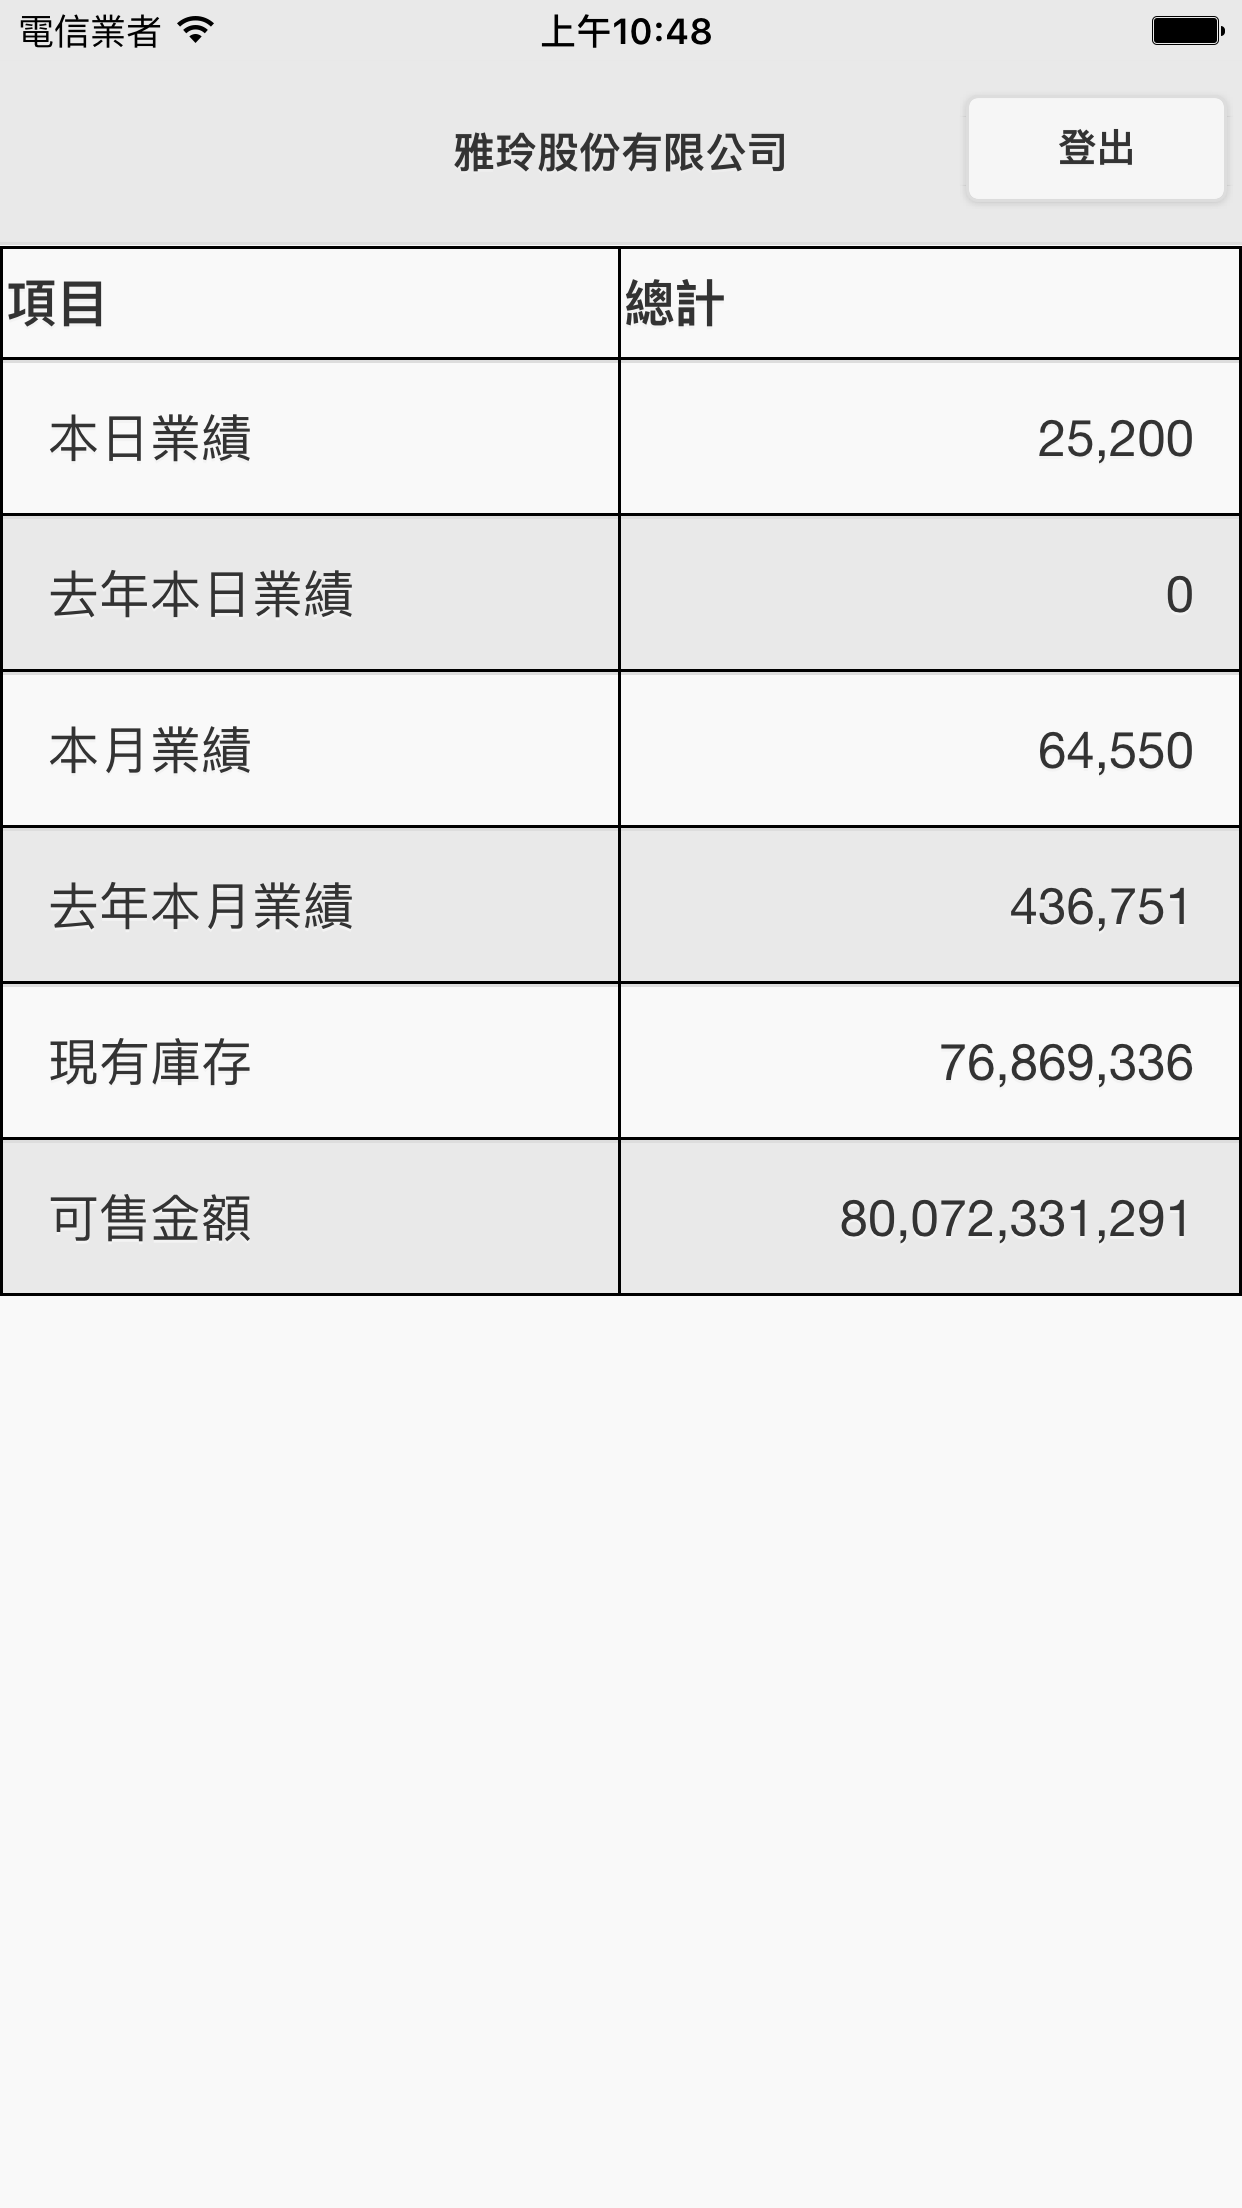 電信業者 上午10:48
雅玲股份有限公司 登出
項目 總計
本日業績 25,200
去年本日業績 0
本月業績 64,550
去年本月業績 436,751
現有庫存 76,869,336
可售金額 80,072,331,291